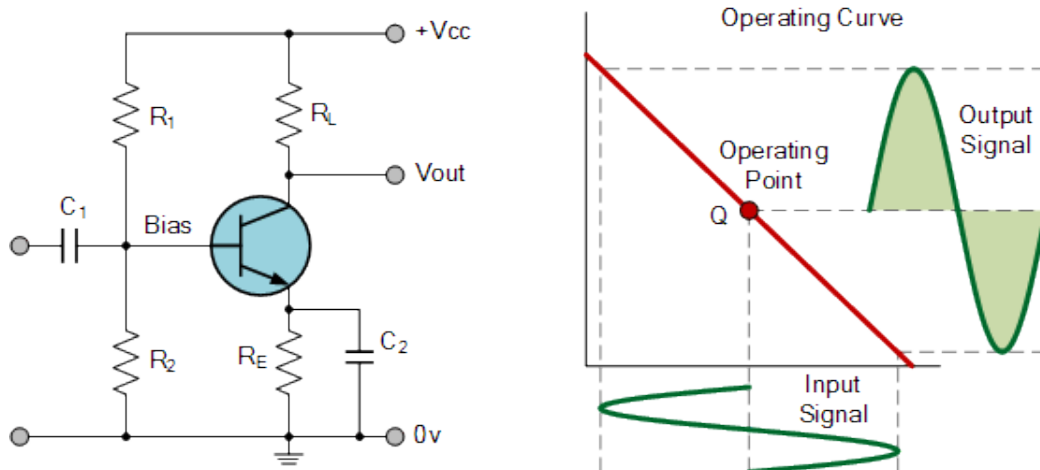 +Vcc
R1
RL
Vout
C1
Bias
R2
RE
C2
0v
Operating Curve
Output
Signal
Operating
Point
Q
Input
Signal